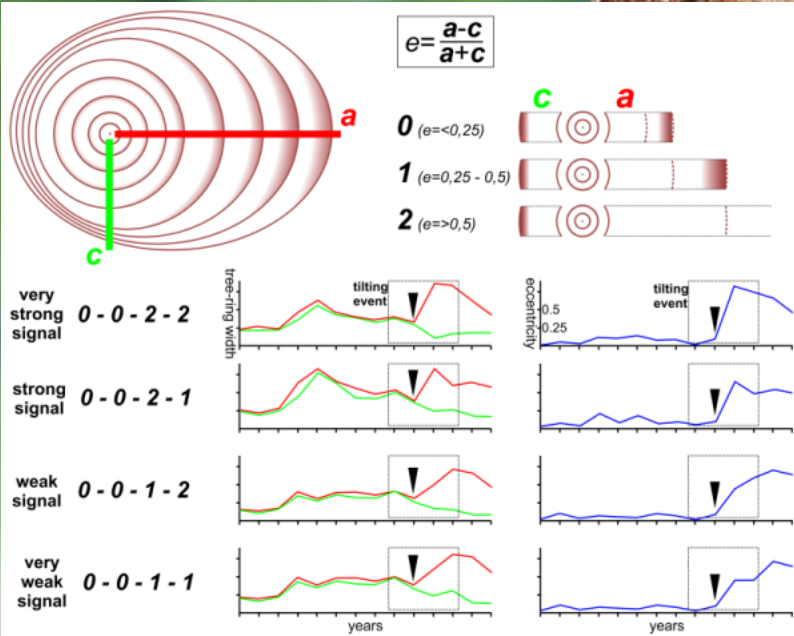 e= a-c
a+c
a
c
c a
0 (e=<0,25)
1 (e=0,25 - 0,5)
2 (e=>0,5)
very
strong
signal
0 - 0 - 2 - 2
tree-ring width
tilting
event
eccentricity
0.5
0.25
tilting
event
strong
signal
0 - 0 - 2 - 1
weak
signal
0 - 0 - 1 - 2
very
weak
signal
0 - 0 - 1 - 1
years
years